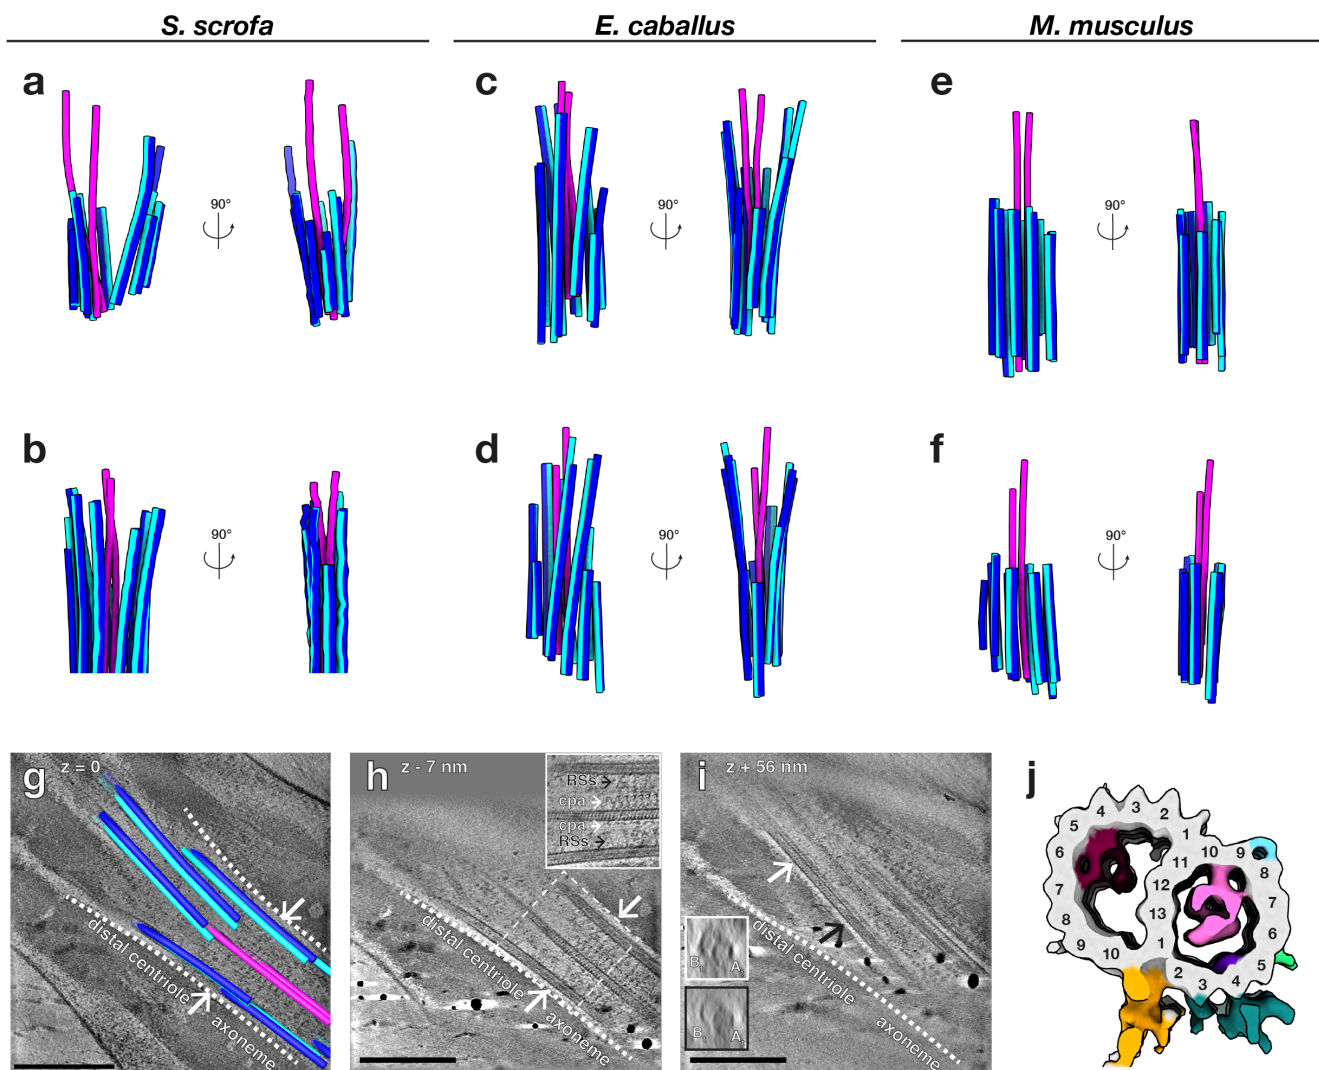 S. scrofa
E. caballus
M. musculus
a
c
e
90°
90°
90°
b
d
f
90°
90°
90°
g
z = 0
distal centriole
axoneme
h
z - 7 nm
RSs
cpa
cpa
RSs
distal centriole
axoneme
i
z + 56 nm
B
A
B
A
distal centriole
axoneme
j
1
2
3
4
5
6
7
8
9
10
1
2
3
4
5
6
7
8
9
10
11
12
13